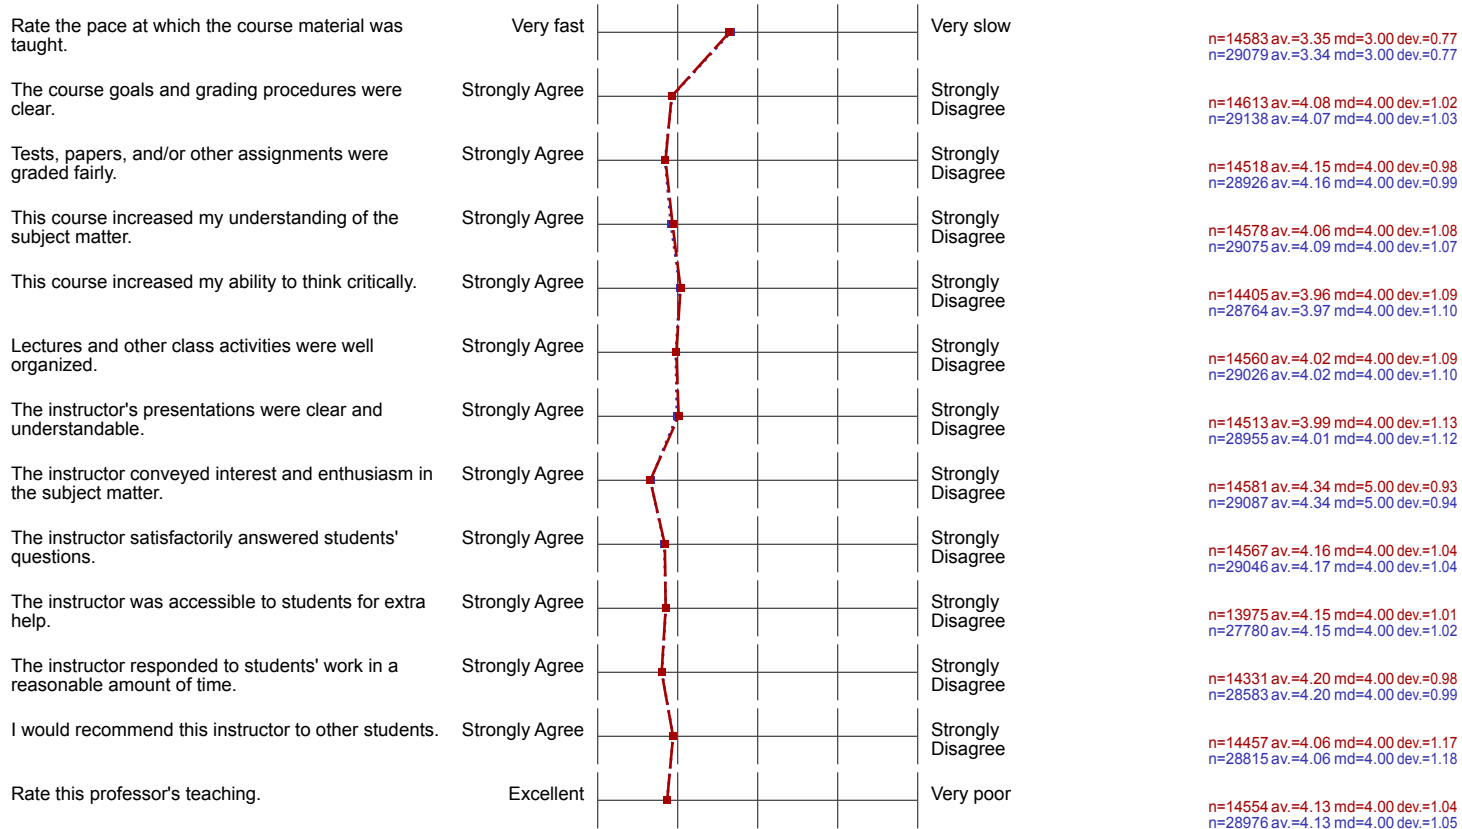 Rate the pace at which the course material was
taught.
Very fast
Very slow
n=14583 av.=3.35 md=3.00 dev.=0.77
n=29079 av.=3.34 md=3.00 dev.=0.77
The course goals and grading procedures were
clear.
Strongly Agree
Strongly
Disagree
n=14613 av.=4.08 md=4.00 dev.=1.02
n=29138 av.=4.07 md=4.00 dev.=1.03
Tests, papers, and/or other assignments were
graded fairly.
Strongly Agree
Strongly
Disagree
n=14518 av.=4.15 md=4.00 dev.=0.98
n=28926 av.=4.16 md=4.00 dev.=0.99
This course increased my understanding of the
subject matter.
Strongly Agree
Strongly
Disagree
n=14578 av.=4.06 md=4.00 dev.=1.08
n=29075 av.=4.09 md=4.00 dev.=1.07
This course increased my ability to think critically.
Strongly Agree
Strongly
Disagree
n=14405 av.=3.96 md=4.00 dev.=1.09
n=28764 av.=3.97 md=4.00 dev.=1.10
Lectures and other class activities were well
organized.
Strongly Agree
Strongly
Disagree
n=14560 av.=4.02 md=4.00 dev.=1.09
n=29026 av.=4.02 md=4.00 dev.=1.10
The instructor's presentations were clear and
understandable.
Strongly Agree
Strongly
Disagree
n=14513 av.=3.99 md=4.00 dev.=1.13
n=28955 av.=4.01 md=4.00 dev.=1.12
The instructor conveyed interest and enthusiasm in
the subject matter.
Strongly Agree
Strongly
Disagree
n=14581 av.=4.34 md=5.00 dev.=0.93
n=29087 av.=4.34 md=5.00 dev.=0.94
The instructor satisfactorily answered students'
questions.
Strongly Agree
Strongly
Disagree
n=14567 av.=4.16 md=4.00 dev.=1.04
n=29046 av.=4.17 md=4.00 dev.=1.04
The instructor was accessible to students for extra
help.
Strongly Agree
Strongly
Disagree
n=13975 av.=4.15 md=4.00 dev.=1.01
n=27780 av.=4.15 md=4.00 dev.=1.02
The instructor responded to students' work in a
reasonable amount of time.
Strongly Agree
Strongly
Disagree
n=14331 av.=4.20 md=4.00 dev.=0.98
n=28583 av.=4.20 md=4.00 dev.=0.99
I would recommend this instructor to other students.
Strongly Agree
Strongly
Disagree
n=14457 av.=4.06 md=4.00 dev.=1.17
n=28815 av.=4.06 md=4.00 dev.=1.18
Rate this professor's teaching.
Excellent
Very poor
n=14554 av.=4.13 md=4.00 dev.=1.04
n=28976 av.=4.13 md=4.00 dev.=1.05